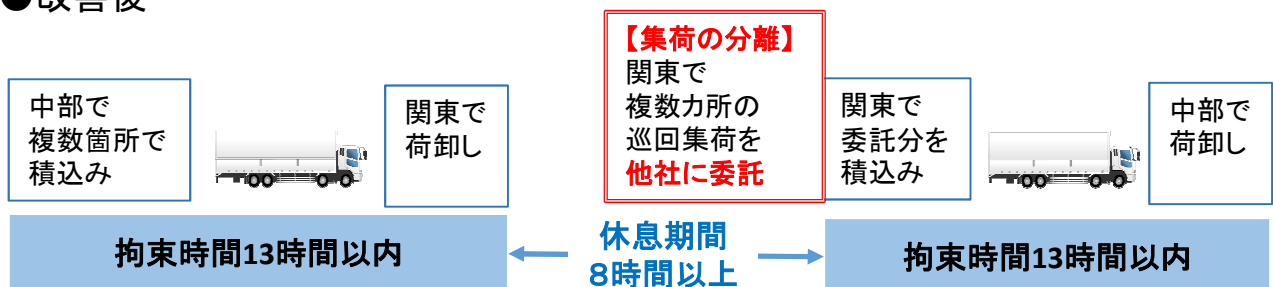 ●改善後
中部で
複数箇所で
積込み
関東で
荷卸し
【集荷の分離】
関東で
複数カ所の
巡回集荷を
他社に委託
関東で
委託分を
積込み
中部で
荷卸し
拘束時間13時間以内
休息期間
８時間以上
拘束時間13時間以内